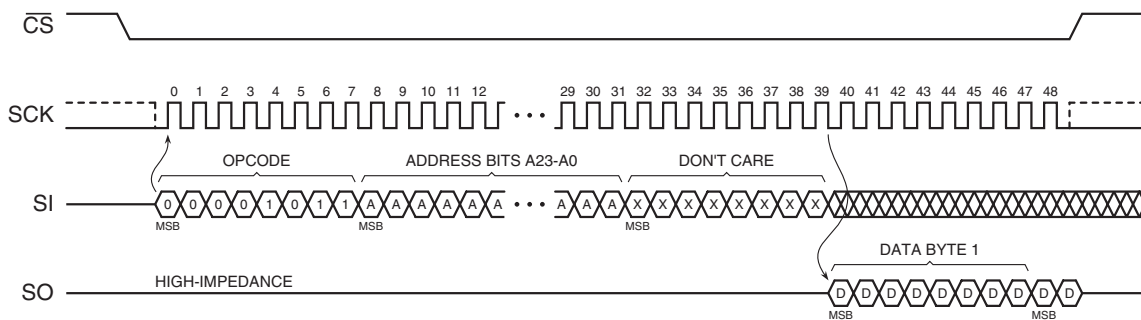 CS
SCK
0 1 2 3 4 5 6 7 8 9 10 11 12 29 30 31 32 33 34 35 36 37 38 39 40 41 42 43 44 45 46 47 48
OPCODE ADDRESS BITS A23-A0 DON'T CARE
SI
0 0 0 0 1 0 1 1 A A A A A A A A A X X X X X X X X
MSB MSB MSB
DATA BYTE 1
SO
HIGH-IMPEDANCE
D D D D D D D D D D
MSB MSB